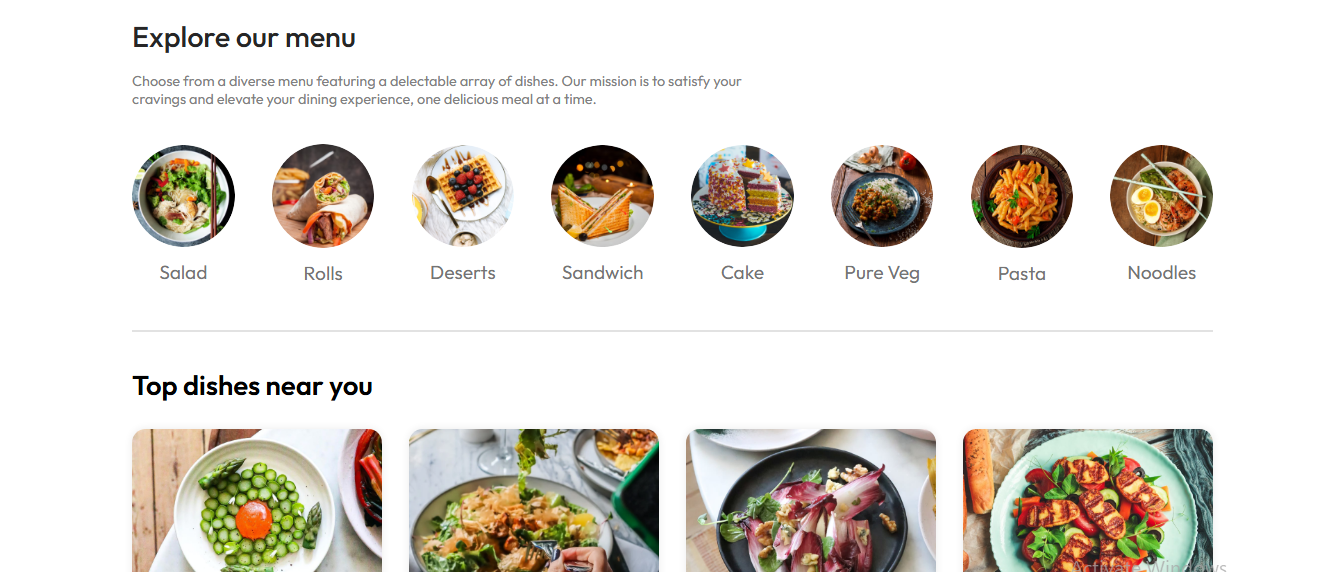 Explore our menu
Choose from a diverse menu featuring a delectable array of dishes. Our mission is to satisfy your
cravings and elevate your dining experience, one delicious meal at a time.
Salad
Rolls
Deserts
Sandwich
Cake
Pure Veg
Pasta
Noodles
Top dishes near you
Activate Windows